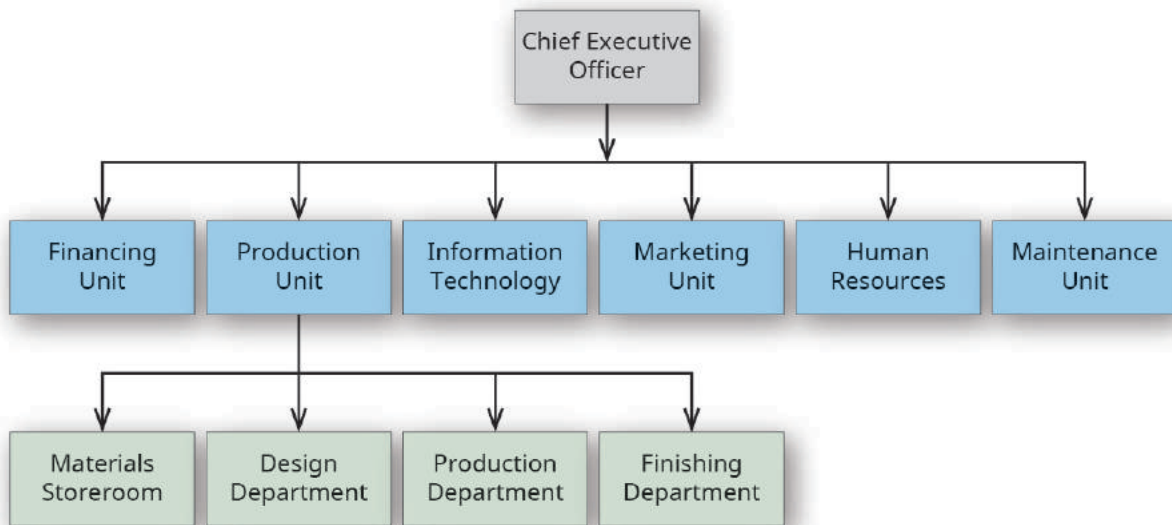 Chief Executive
Officer
Financing
Unit
Production
Unit
Information
Technology
Marketing
Unit
Human
Resources
Maintenance
Unit
Materials
Storeroom
Design
Department
Production
Department
Finishing
Department